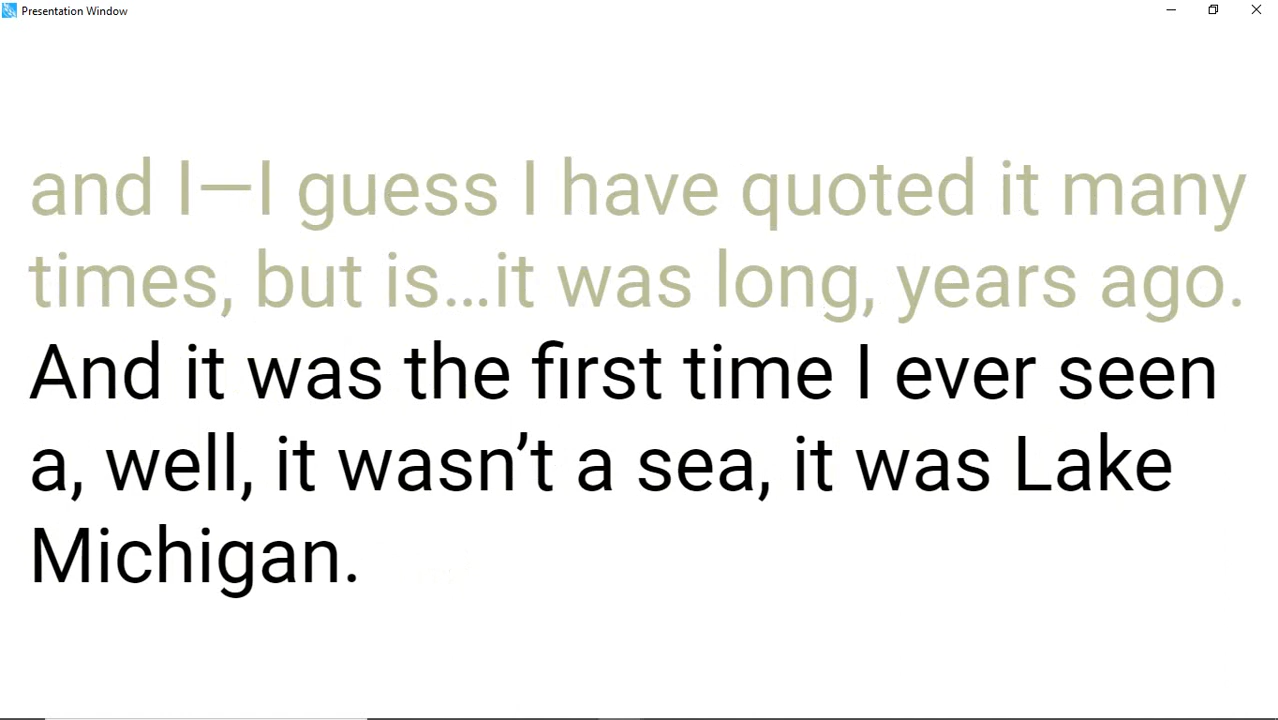 Presentation Window
and I—I guess I have quoted it many
times, but is…it was long, years ago.
And it was the first time I ever seen
a, well, it wasn’t a sea, it was Lake
Michigan.